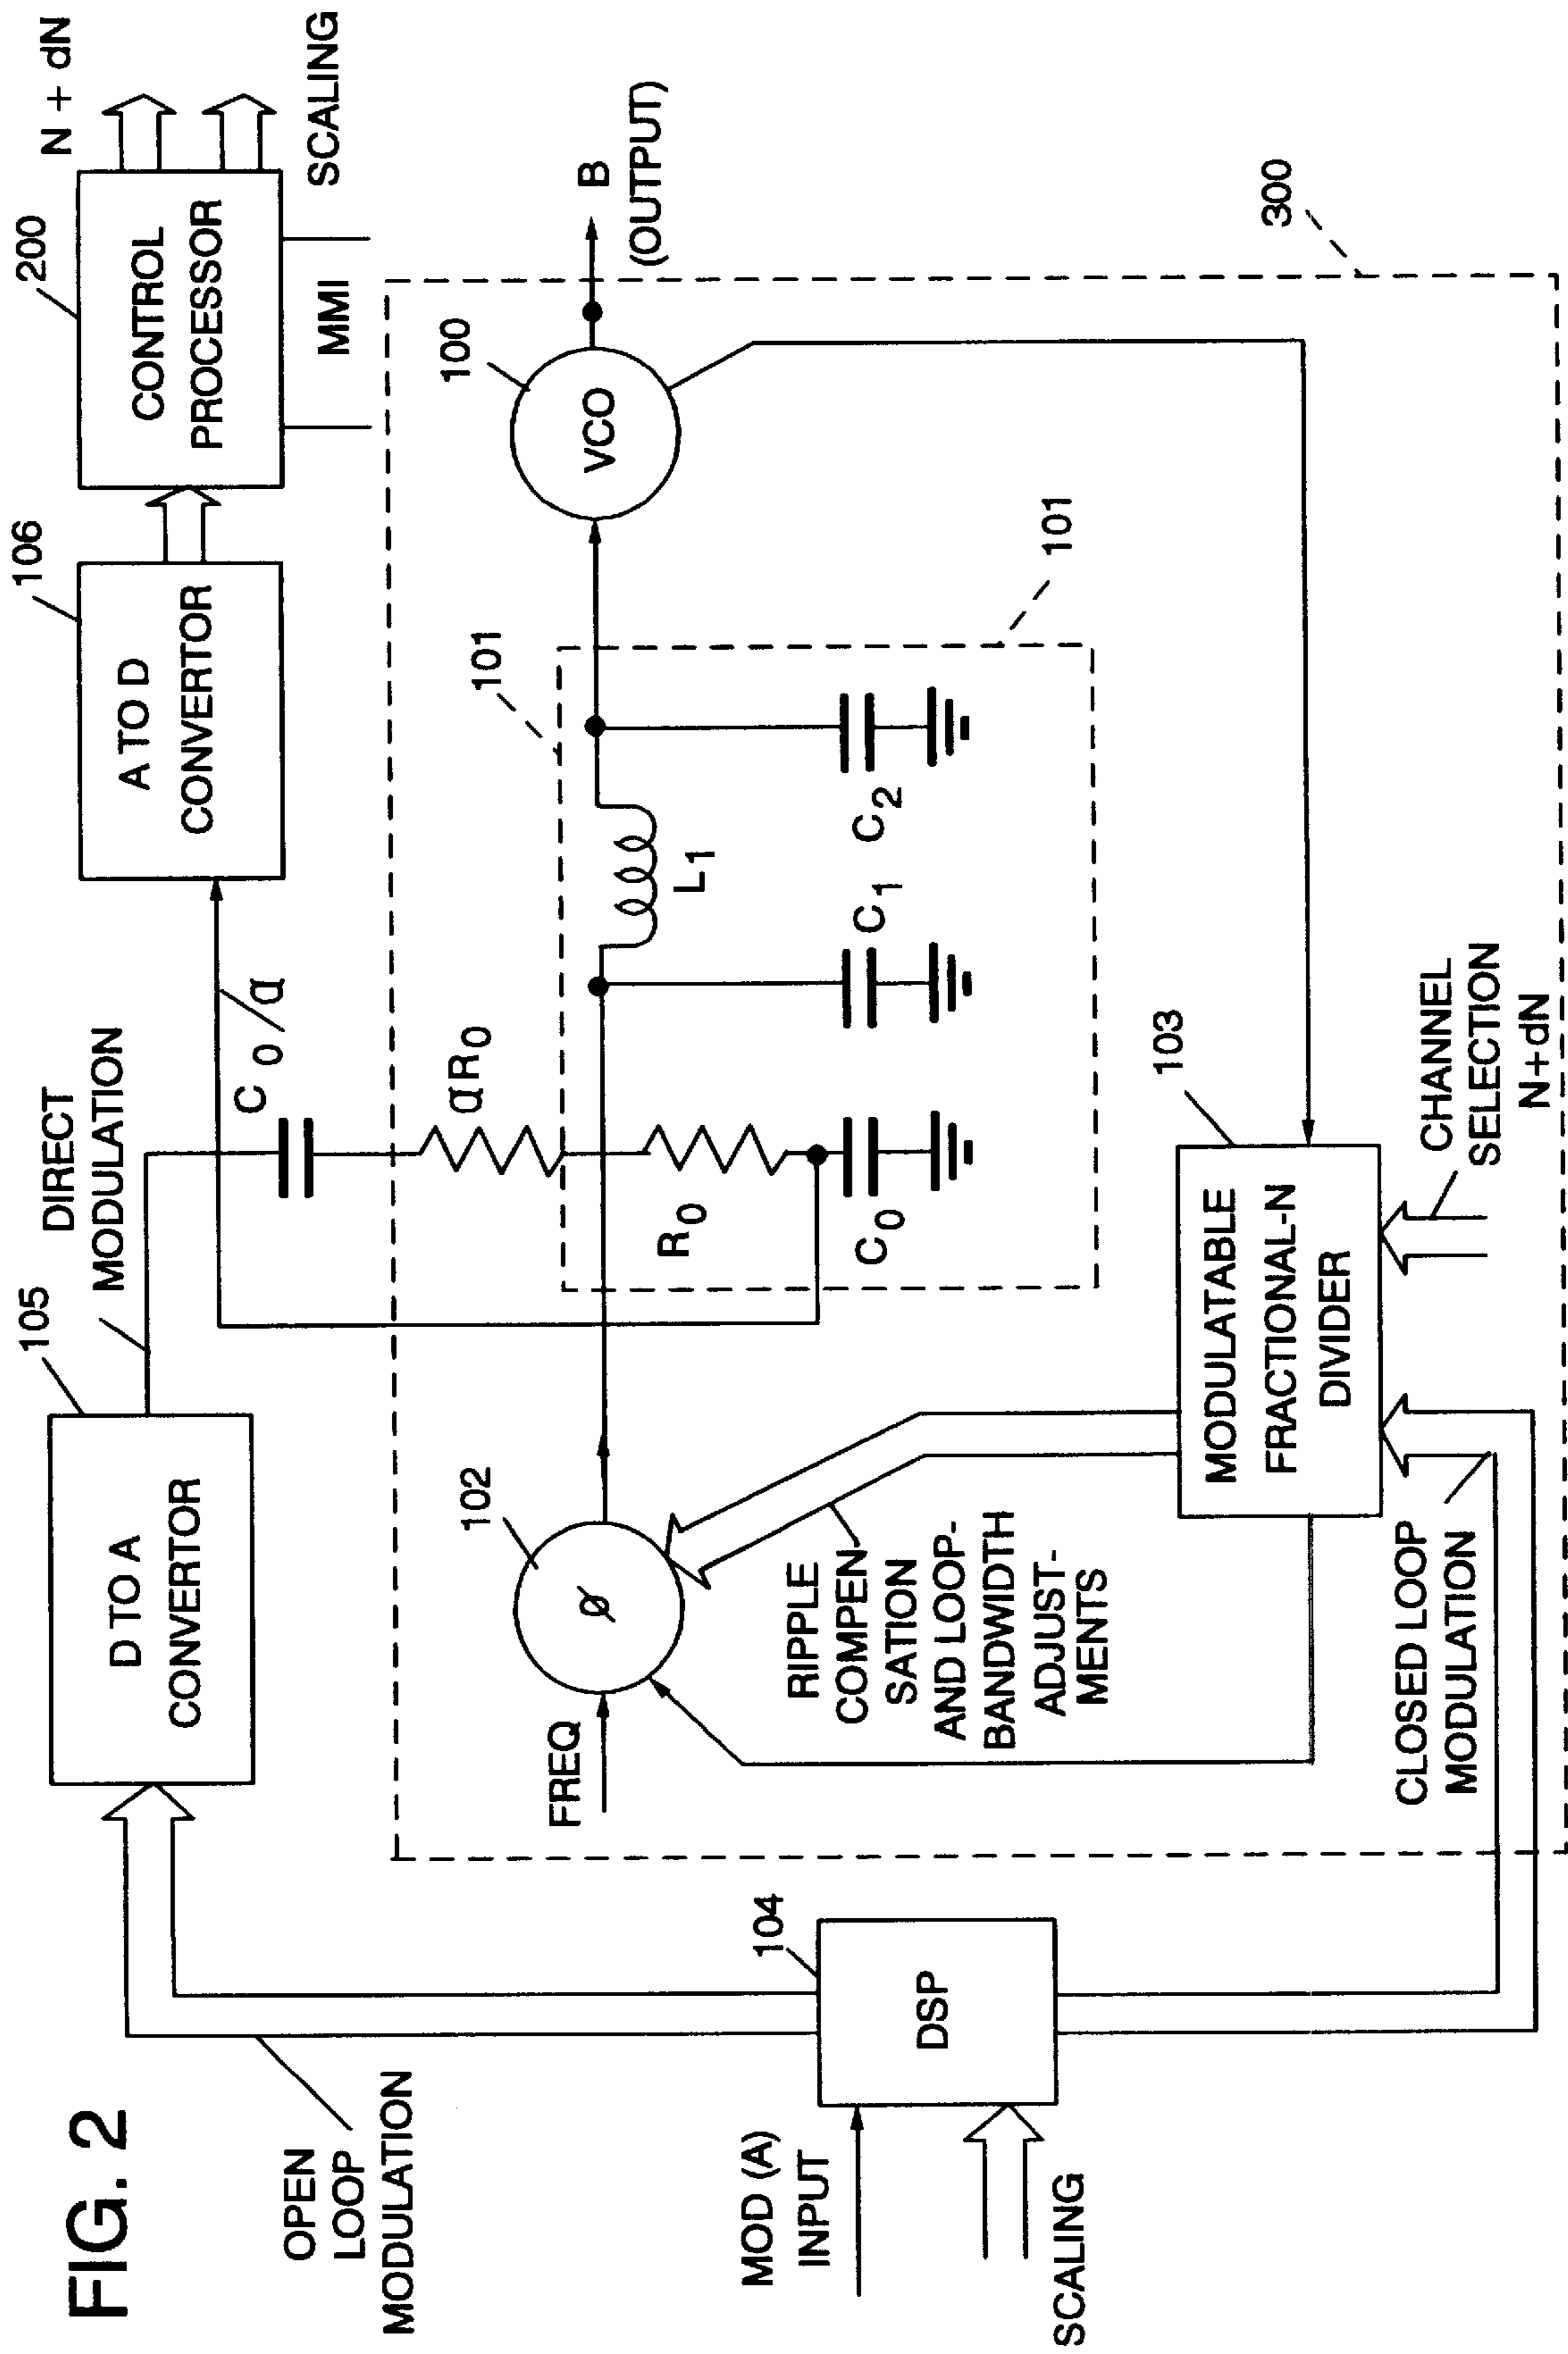 FIG. 2
OPEN
LOOP
MODULATION
D TO A
CONVERTOR
105
DIRECT
MODULATION
C0/α
αR0
A TO D
CONVERTOR
106
CONTROL
PROCESSOR
200
N + dN
SCALING
MMI
MOD (A)
INPUT
SCALING
DSP
104
FREQ
ø
102
R0
C0
C1
L1
C2
101
101
VCO
100
B
(OUTPUT)
300
RIPPLE
COMPEN-
SATION
AND LOOP-
BANDWIDTH
ADJUST-
MENTS
MODULATABLE
FRACTIONAL-N
DIVIDER
103
CLOSED LOOP
MODULATION
CHANNEL
SELECTION
N+dN